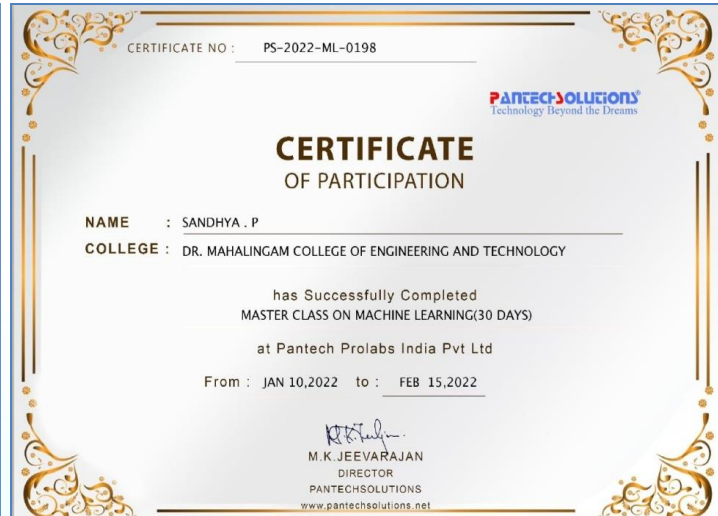 CERTIFICATE NO : PS-2022-ML-0198
PANTECHSOLUTIONS®
Technology Beyond the Dreams
CERTIFICATE
OF PARTICIPATION
NAME : SANDHYA . P
COLLEGE : DR. MAHALINGAM COLLEGE OF ENGINEERING AND TECHNOLOGY
has Successfully Completed
MASTER CLASS ON MACHINE LEARNING(30 DAYS)
at Pantech Prolabs India Pvt Ltd
From : JAN 10,2022 to : FEB 15,2022
M.K.JEEVARAJAN
DIRECTOR
PANTECHSOLUTIONS
www.pantechsolutions.net